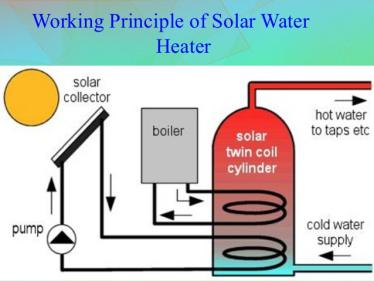 Working Principle of Solar Water
Heater
solar
collector
boiler
solar
twin coil
cylinder
hot water
to taps etc
pump
cold water
supply